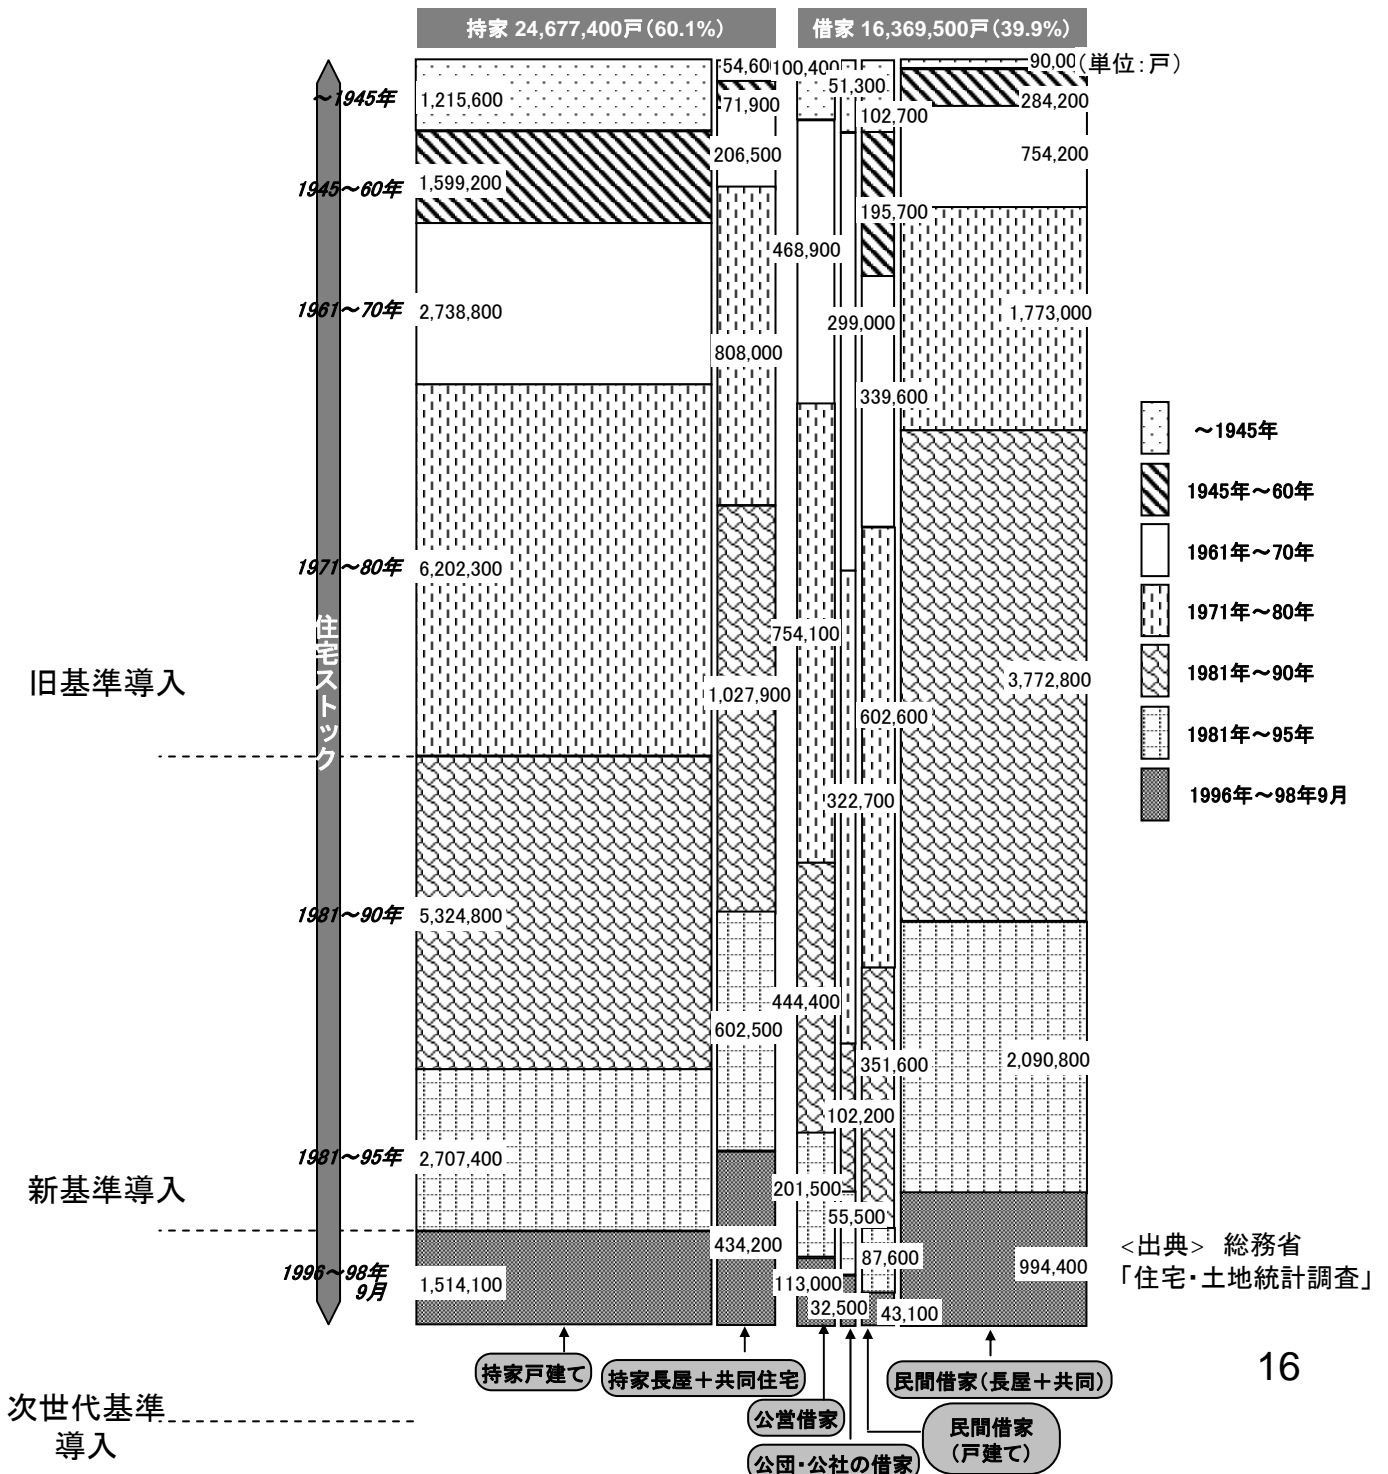 持家 24,677,400戸(60.1%)
借家 16,369,500戸(39.9%)
(単位:戸)
～1945年
1,215,600
54,600
100,400
51,300
102,700
90,00
71,900
284,200
1945～60年
1,599,200
206,500
195,700
754,200
468,900
1961～70年
2,738,800
808,000
299,000
339,600
1,773,000
1971～80年
6,202,300
754,100
602,600
322,700
旧基準導入
住宅ストック
1,027,900
3,772,800
1981～90年
5,324,800
602,500
444,400
351,600
102,200
2,090,800
1981～95年
2,707,400
201,500
55,500
87,600
新基準導入
434,200
994,400
1996～98年
9月
1,514,100
113,000
32,500
43,100
～1945年
1945年～60年
1961年～70年
1971年～80年
1981年～90年
1981年～95年
1996年～98年9月
<出典> 総務省
「住宅・土地統計調査」
持家戸建て
持家長屋＋共同住宅
公営借家
公団・公社の借家
民間借家
(戸建て)
民間借家(長屋＋共同)
次世代基準
導入
16